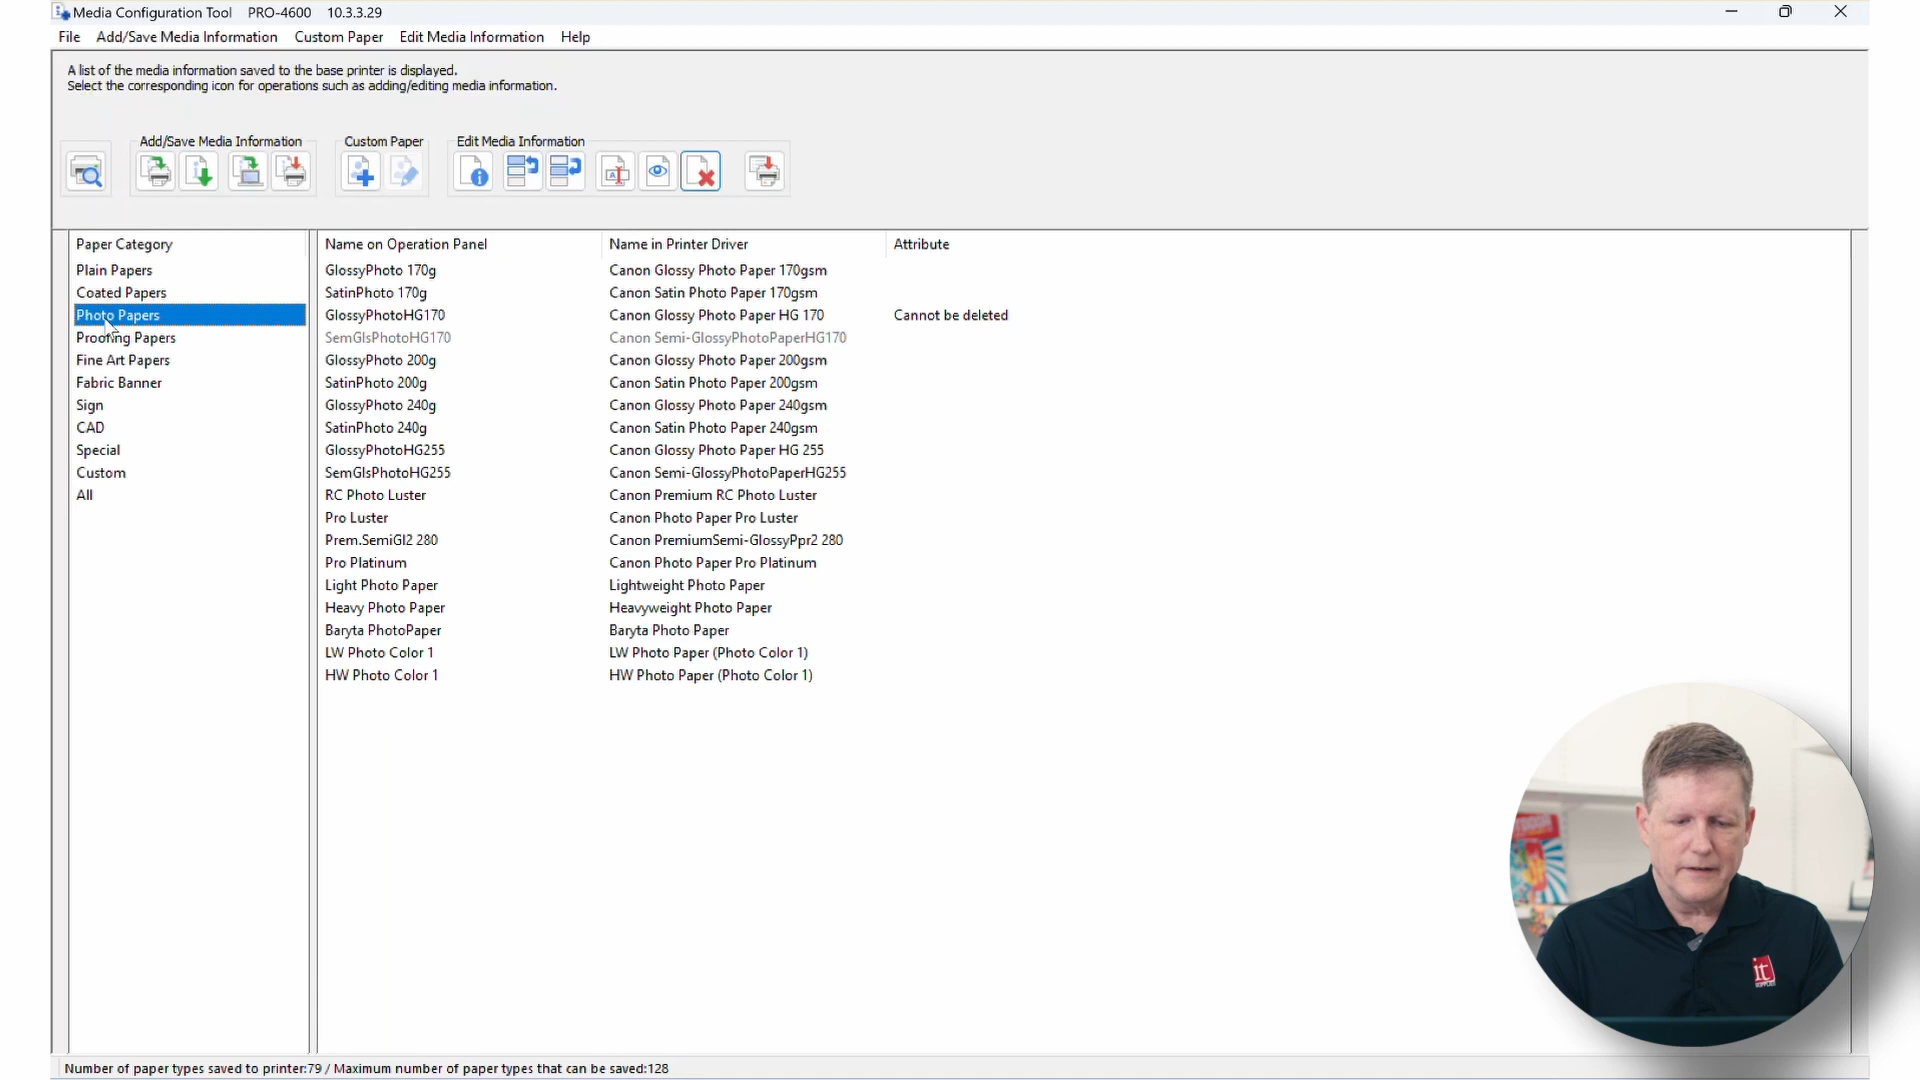 Media Configuration Tool PRO-4600 10.3.3.29
File Add/Save Media Information Custom Paper Edit Media Information Help
A list of the media information saved to the base printer is displayed.
Select the corresponding icon for operations such as adding/editing media information.
Add/Save Media Information Custom Paper Edit Media Information
Paper Category
Plain Papers
Coated Papers
Photo Papers
Proofing Papers
Fine Art Papers
Fabric Banner
Sign
CAD
Special
Custom
All
Name on Operation Panel Name in Printer Driver Attribute
GlossyPhoto 170g Canon Glossy Photo Paper 170gsm
SatinPhoto 170g Canon Satin Photo Paper 170gsm
GlossyPhotoHG170 Canon Glossy Photo Paper HG 170 Cannot be deleted
SemGlsPhotoHG170 Canon Semi-GlossyPhotoPaperHG170
GlossyPhoto 200g Canon Glossy Photo Paper 200gsm
SatinPhoto 200g Canon Satin Photo Paper 200gsm
GlossyPhoto 240g Canon Glossy Photo Paper 240gsm
SatinPhoto 240g Canon Satin Photo Paper 240gsm
GlossyPhotoHG255 Canon Glossy Photo Paper HG 255
SemGlsPhotoHG255 Canon Semi-GlossyPhotoPaperHG255
RC Photo Luster Canon Premium RC Photo Luster
Pro Luster Canon Photo Paper Pro Luster
Prem.SemiGl2 280 Canon PremiumSemi-GlossyPpr2 280
Pro Platinum Canon Photo Paper Pro Platinum
Light Photo Paper Lightweight Photo Paper
Heavy Photo Paper Heavyweight Photo Paper
Baryta PhotoPaper Baryta Photo Paper
LW Photo Color 1 LW Photo Paper (Photo Color 1)
HW Photo Color 1 HW Photo Paper (Photo Color 1)
it
Number of paper types saved to printer:79 / Maximum number of paper types that can be saved:128